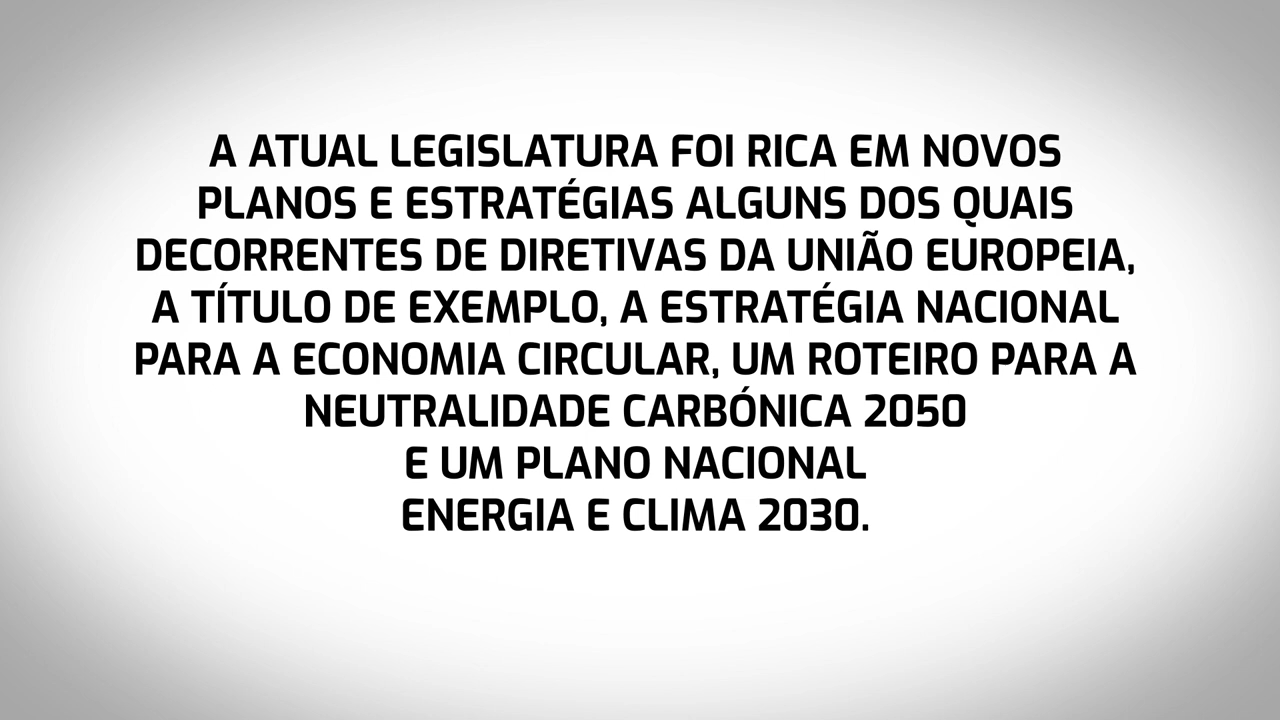 A ATUAL LEGISLATURA FOI RICA EM NOVOS
PLANOS E ESTRATÉGIAS ALGUNS DOS QUAIS
DECORRENTES DE DIRETIVAS DA UNIÃO EUROPEIA,
A TÍTULO DE EXEMPLO, A ESTRATÉGIA NACIONAL
PARA A ECONOMIA CIRCULAR, UM ROTEIRO PARA A
NEUTRALIDADE CARBÓNICA 2050
E UM PLANO NACIONAL
ENERGIA E CLIMA 2030.